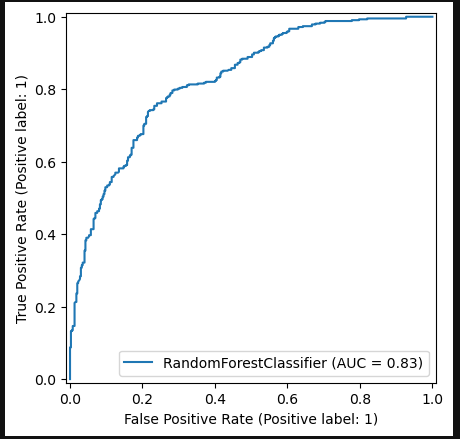 1.0
0.8
0.6
0.4
0.2
0.0
True Positive Rate (Positive label: 1)
RandomForestClassifier (AUC = 0.83)
0.0 0.2 0.4 0.6 0.8 1.0
False Positive Rate (Positive label: 1)